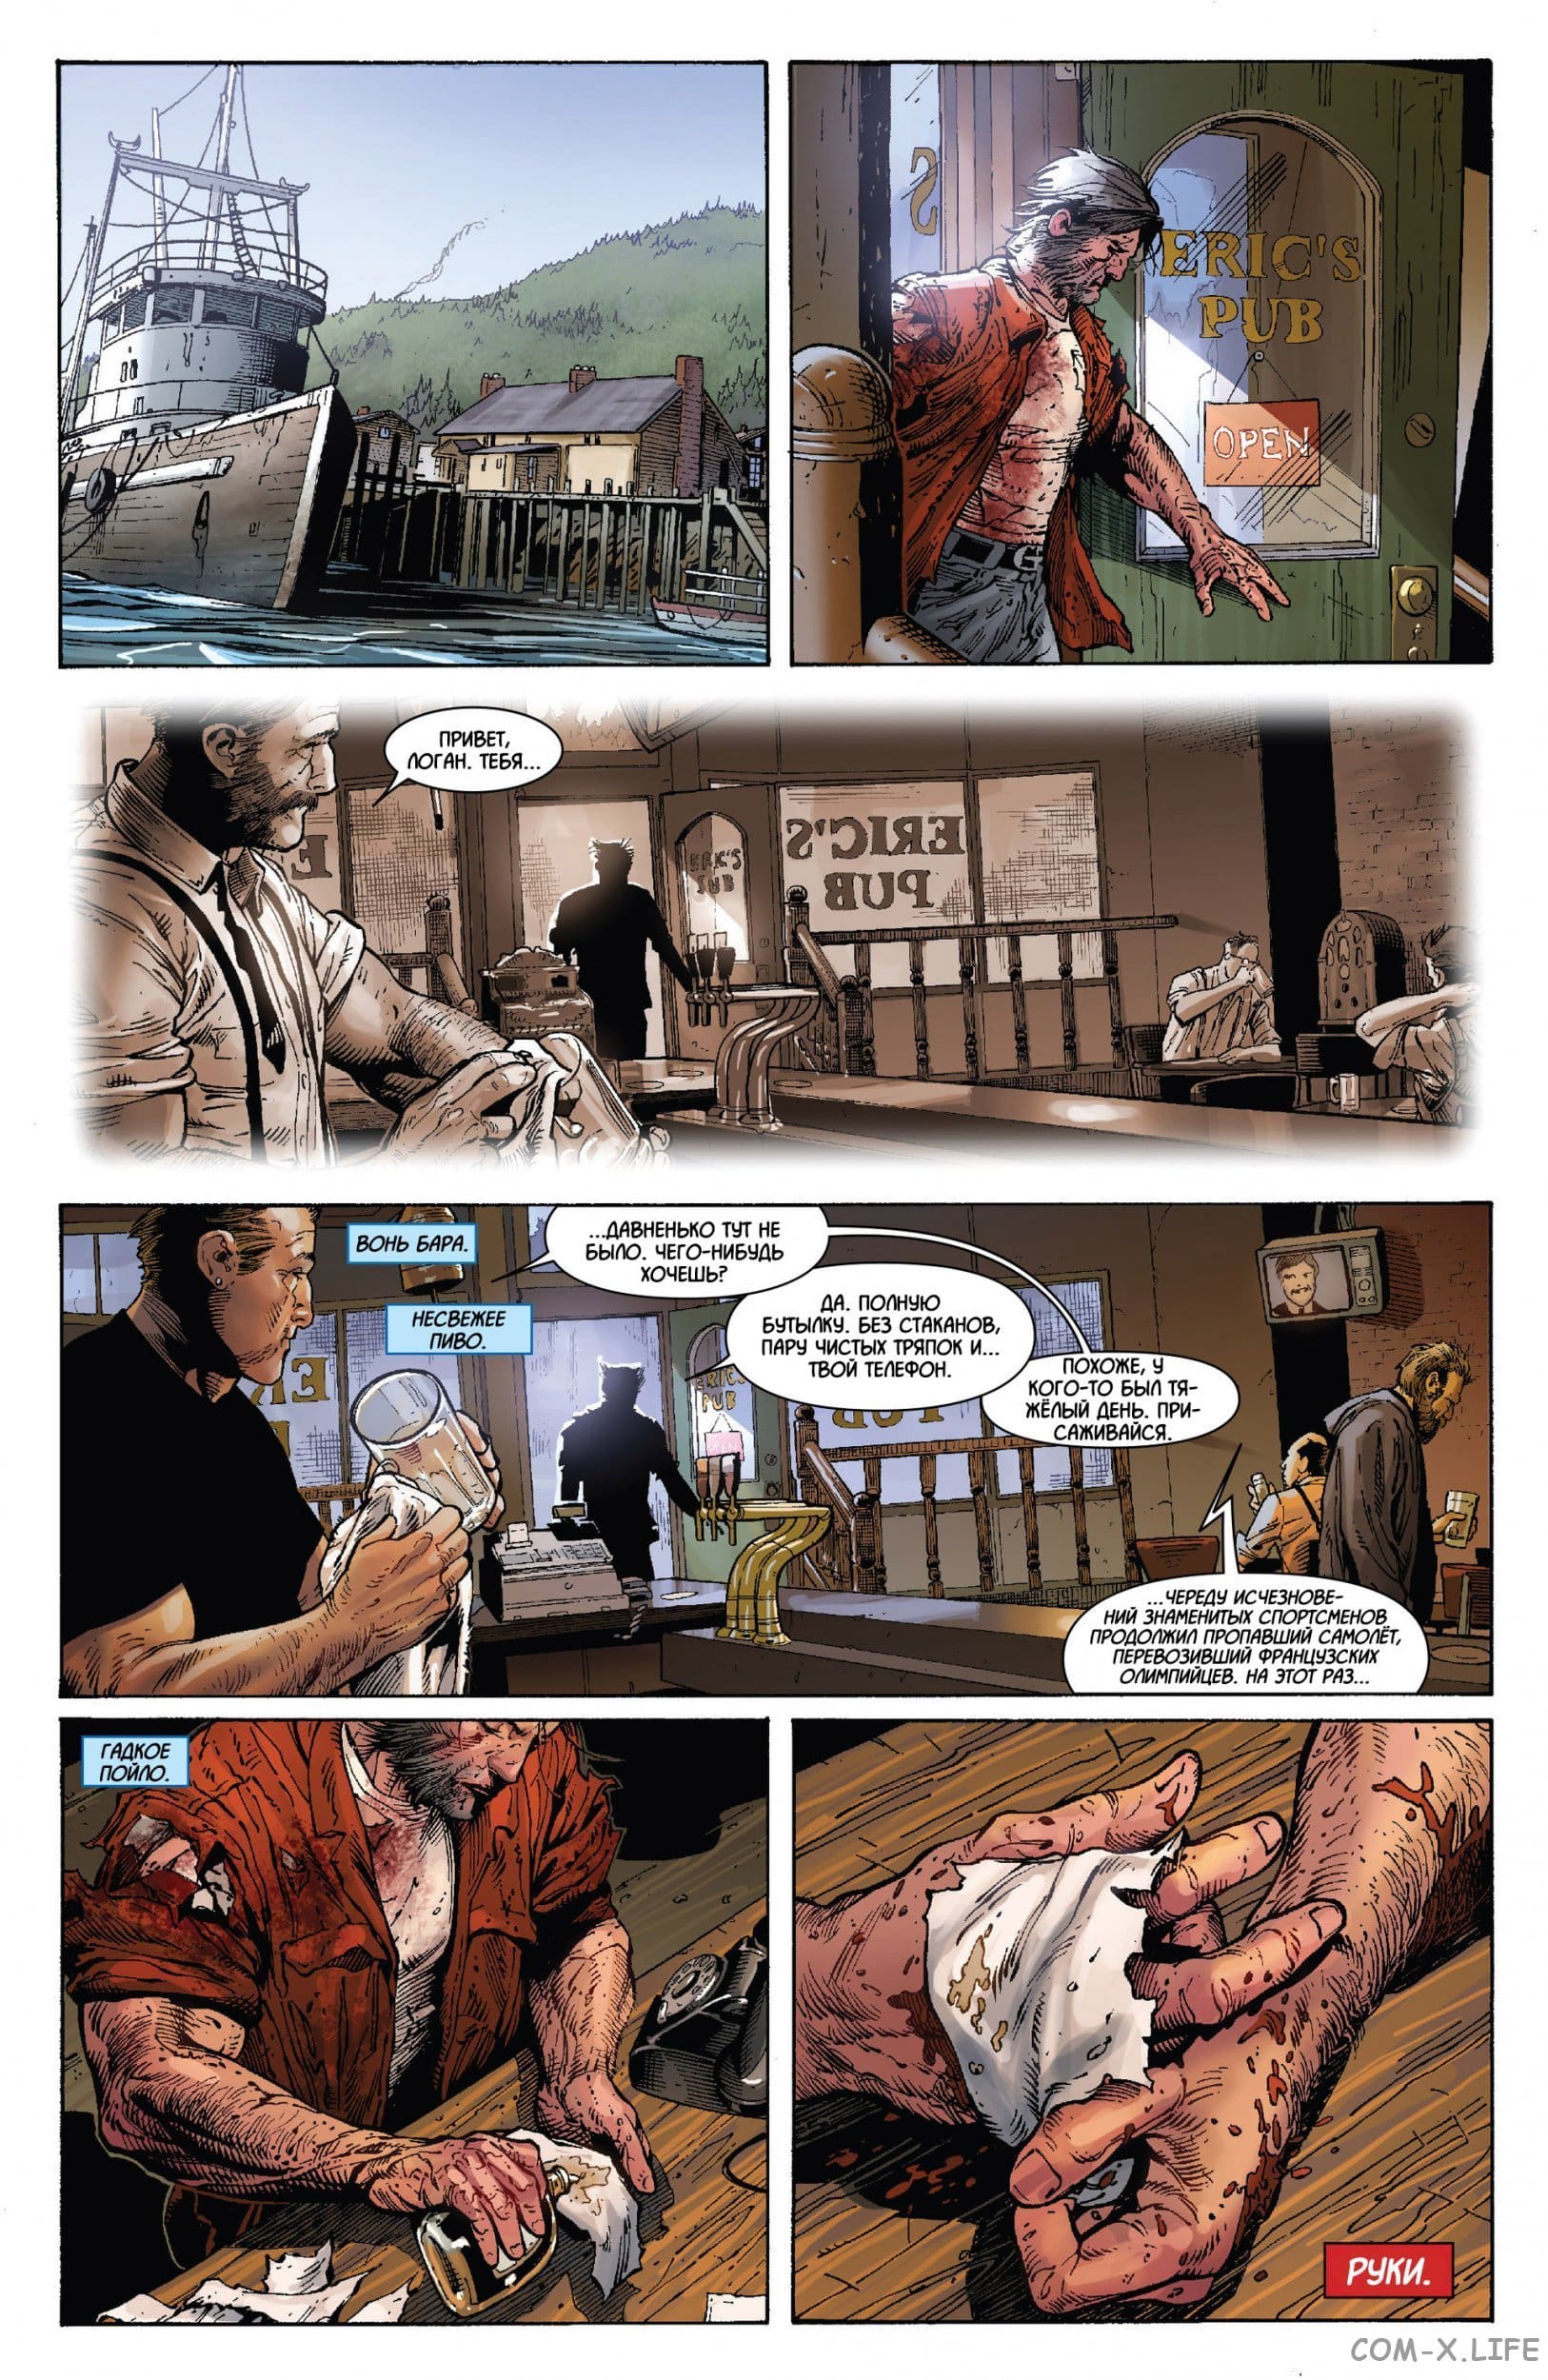 ERIC'S
PUB
OPEN
ПРИВЕТ,
ЛОГАН. ТЕБЯ...
ERIC'S
PUB
ERIC'S
PUB
ВОНЬ БАРА.
...ДАВНЕНЬКО ТУТ НЕ
БЫЛО. ЧЕГО-НИБУДЬ
ХОЧЕШЬ?
НЕСВЕЖЕЕ
ПИВО.
ДА. ПОЛНУЮ
БУТЫЛКУ. БЕЗ СТАКАНОВ,
ПАРУ ЧИСТЫХ ТРЯПОК И...
ТВОЙ ТЕЛЕФОН.
ПОХОЖЕ, У
КОГО-ТО БЫЛ ТЯ-
ЖЁЛЫЙ ДЕНЬ. ПРИ-
САЖИВАЙСЯ.
...ЧЕРЕДУ ИСЧЕЗНОВЕ-
НИЙ ЗНАМЕНИТЫХ СПОРТСМЕНОВ
ПРОДОЛЖИЛ ПРОПАВШИЙ САМОЛЁТ,
ПЕРЕВОЗИВШИЙ ФРАНЦУЗСКИХ
ОЛИМПИЙЦЕВ. НА ЭТОТ РАЗ...
ГАДКОЕ
ПОЙЛО.
РУКИ.
COM-X.LIFE